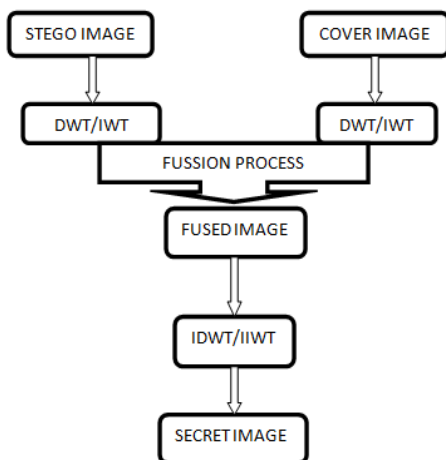 STEGO IMAGE
COVER IMAGE
DWT/IWT
DWT/IWT
FUSSION PROCESS
FUSED IMAGE
IDWT/IIWT
SECRET IMAGE